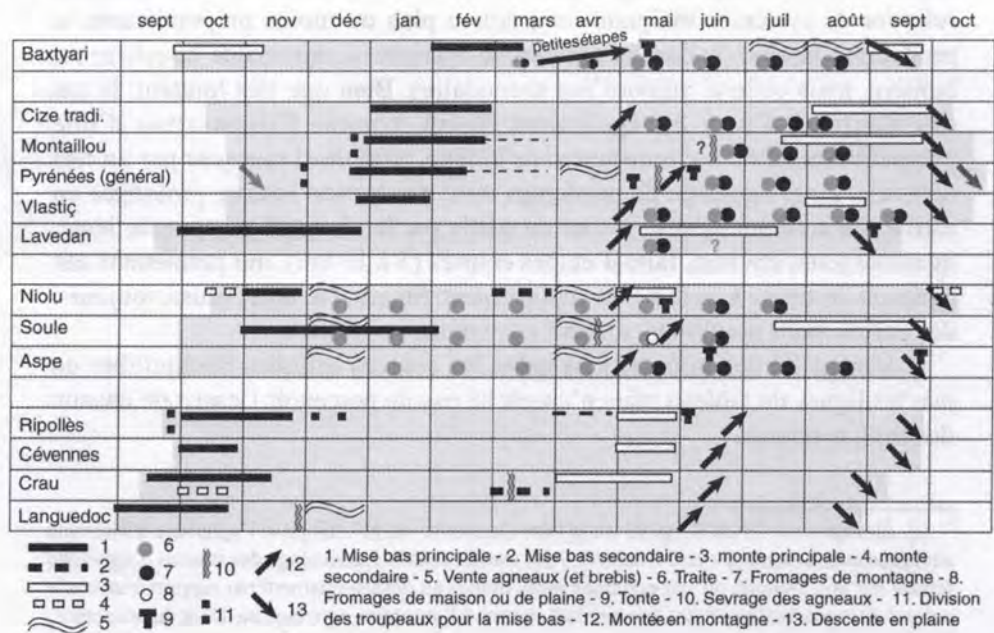 sept oct nov déc jan fév mars avr mai juin juil août sept oct
Baxtyari
petitesétapes
Cize tradi.
Montaillou
?
Pyrénées (général)
Vlastiç
Lavedan
?
Niolu
Soule
Aspe
Ripollès
Cévennes
Crau
Languedoc
1 6 10 12
2 7
3 8 11 13
4 9
5
1. Mise bas principale - 2. Mise bas secondaire - 3. monte principale - 4. monte
secondaire - 5. Vente agneaux (et brebis) - 6. Traite - 7. Fromages de montagne - 8.
Fromages de maison ou de plaine - 9. Tonte - 10. Sevrage des agneaux - 11. Division
des troupeaux pour la mise bas - 12. Montée en montagne - 13. Descente en plaine